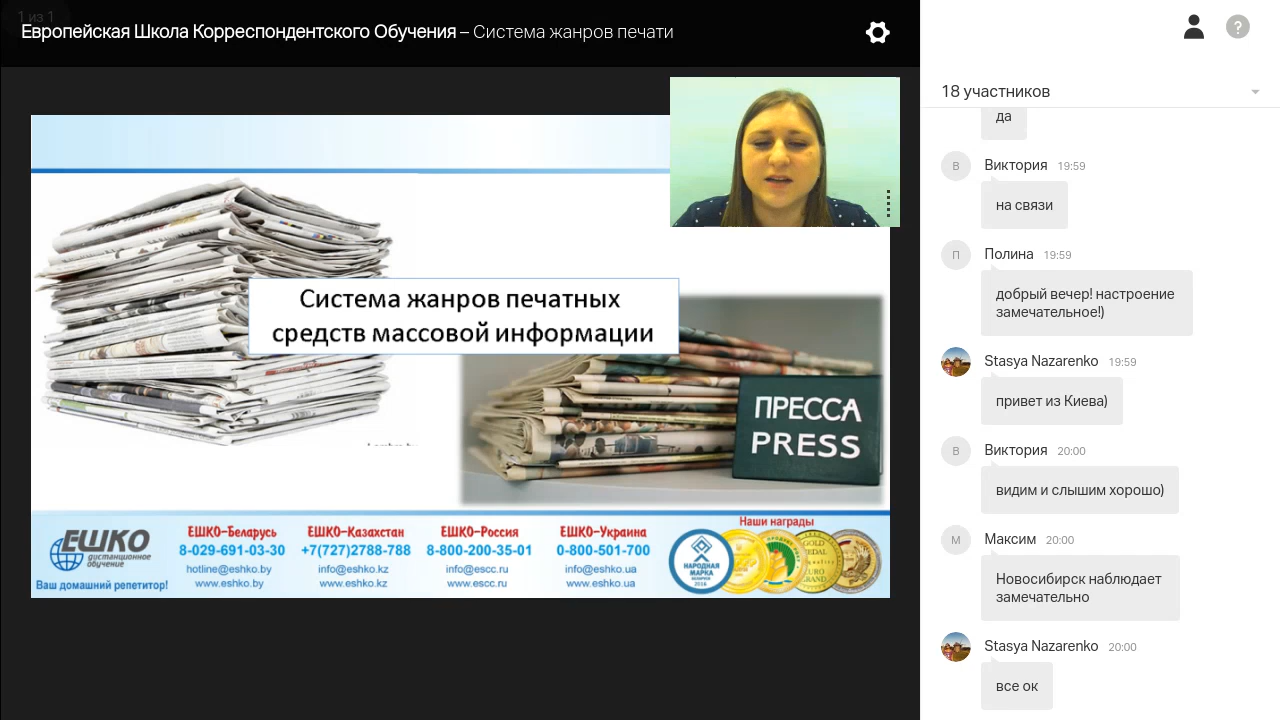 1 из 1
Европейская Школа Корреспондентского Обучения – Система жанров печати
Система жанров печатных
средств массовой информации
ПРЕССА
PRESS
ЕШКО
дистанционное
обучение
Ваш домашний репетитор!
ЕШКО-Беларусь
8-029-691-03-30
hotline@eshko.by
www.eshko.by
ЕШКО-Казахстан
+7(727)2788-788
info@eshko.kz
www.eshko.kz
ЕШКО-Россия
8-800-200-35-01
info@escc.ru
www.escc.ru
ЕШКО-Украина
0-800-501-700
info@eshko.ua
www.eshko.ua
Наши награды
НАРОДНАЯ
МАРКА
GOLD
MEDAL
EURO
GRAND
18 участников
да
В
Виктория 19:59
на связи
П
Полина 19:59
добрый вечер! настроение
замечательное!)
Stasya Nazarenko 19:59
привет из Киева)
В
Виктория 20:00
видим и слышим хорошо)
М
Максим 20:00
Новосибирск наблюдает
замечательно
Stasya Nazarenko 20:00
все ок